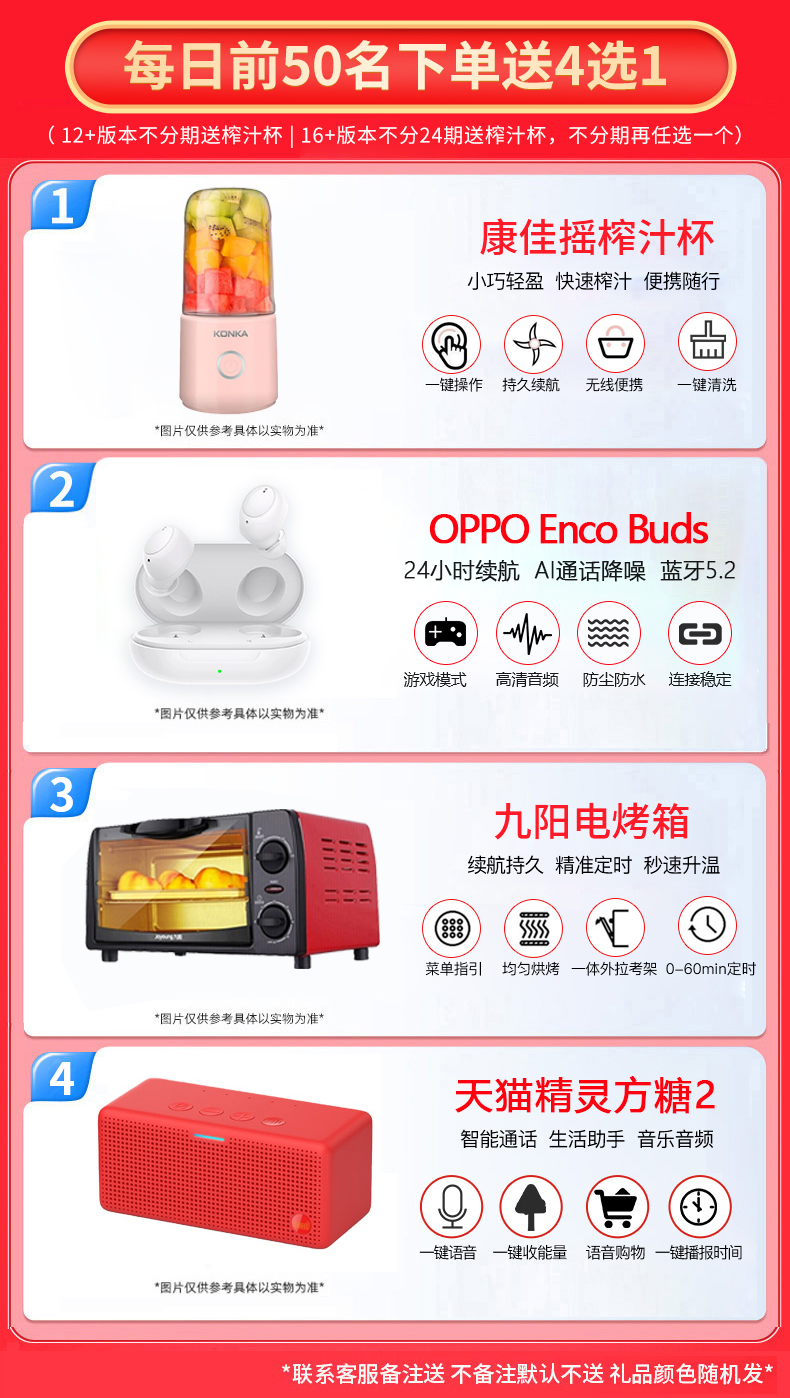 每日前50名下单送4选1
（ 12+版本不分期送榨汁杯 | 16+版本不分24期送榨汁杯，不分期再任选一个）
1
康佳摇榨汁杯
小巧轻盈 快速榨汁 便携随行
KONKA
一键操作 持久续航 无线便携 一键清洗
*图片仅供参考具体以实物为准*
2
OPPO Enco Buds
24小时续航 AI通话降噪 蓝牙5.2
游戏模式 高清音频 防尘防水 连接稳定
*图片仅供参考具体以实物为准*
3
九阳电烤箱
续航持久 精准定时 秒速升温
Joyoung九阳
菜单指引 均匀烘烤 一体外拉考架 0-60min定时
*图片仅供参考具体以实物为准*
4
天猫精灵方糖2
智能通话 生活助手 音乐音频
一键语音 一键收能量 语音购物 一键播报时间
*图片仅供参考具体以实物为准*
*联系客服备注送 不备注默认不送 礼品颜色随机发*